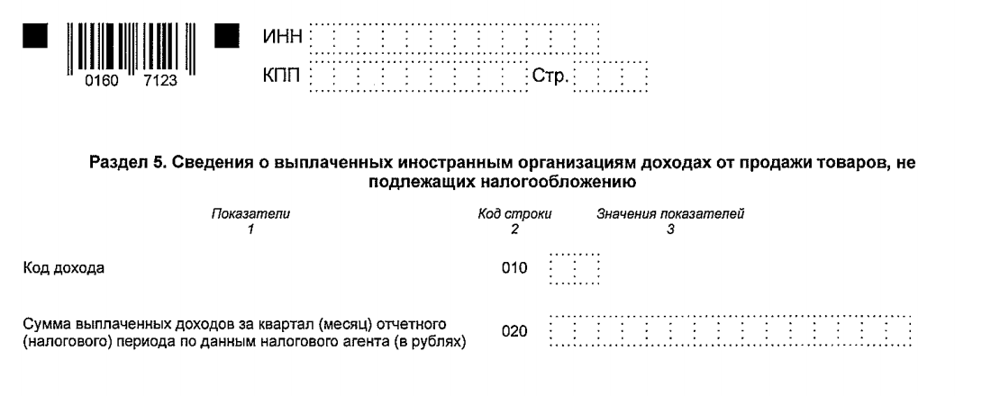 ИНН
0160 7123
КПП Стр.
Раздел 5. Сведения о выплаченных иностранным организациям доходах от продажи товаров, не
подлежащих налогообложению
Показатели Код строки Значения показателей
1 2 3
Код дохода 010
Сумма выплаченных доходов за квартал (месяц) отчетного
(налогового) периода по данным налогового агента (в рублях) 020